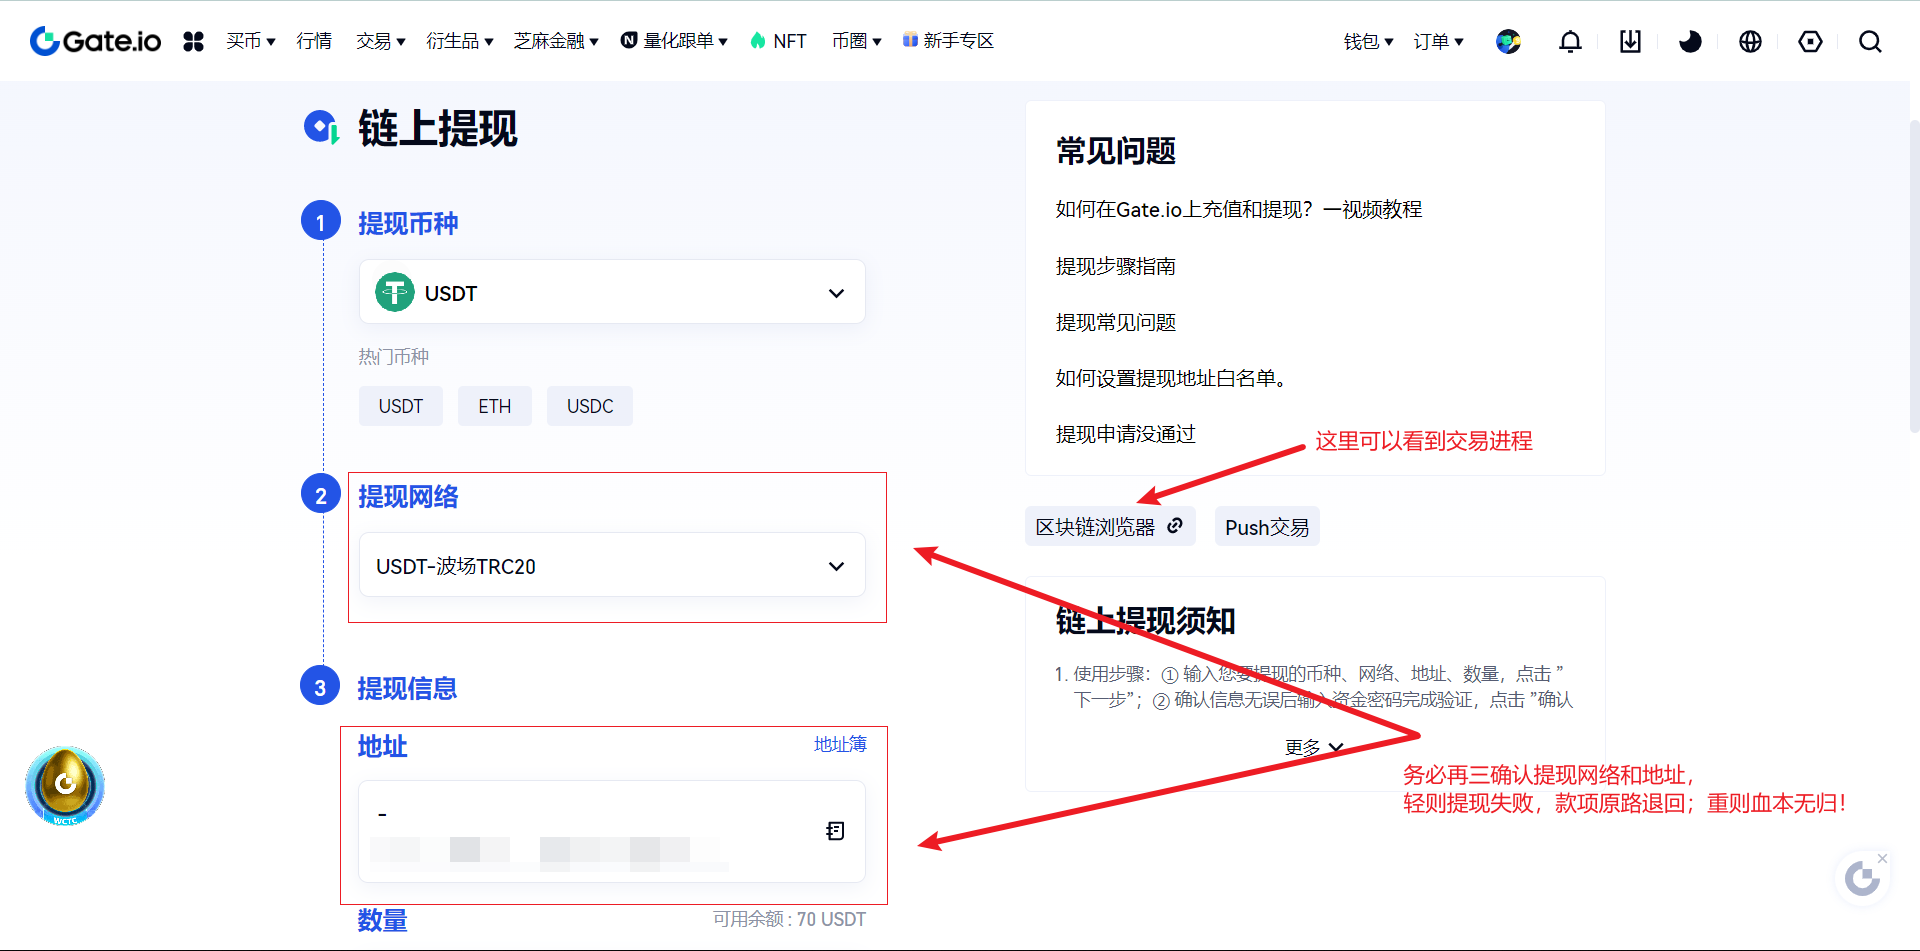 Gate.io
买币 行情 交易 衍生品 芝麻金融 量化跟单 NFT 币圈 新手专区 钱包 订单
链上提现
1 提现币种
USDT
热门币种
USDT ETH USDC
2 提现网络
USDT-波场TRC20
3 提现信息
地址 地址簿
-
数量 可用余额 : 70 USDT
常见问题
如何在Gate.io上充值和提现？一视频教程
提现步骤指南
提现常见问题
如何设置提现地址白名单。
提现申请没通过
这里可以看到交易进程
区块链浏览器 Push交易
链上提现须知
1. 使用步骤：① 输入您要提现的币种、网络、地址、数量，点击 ”
下一步”；② 确认信息无误后输入资金密码完成验证，点击 ”确认
更多
务必再三确认提现网络和地址，
轻则提现失败，款项原路退回；重则血本无归！
WCTC